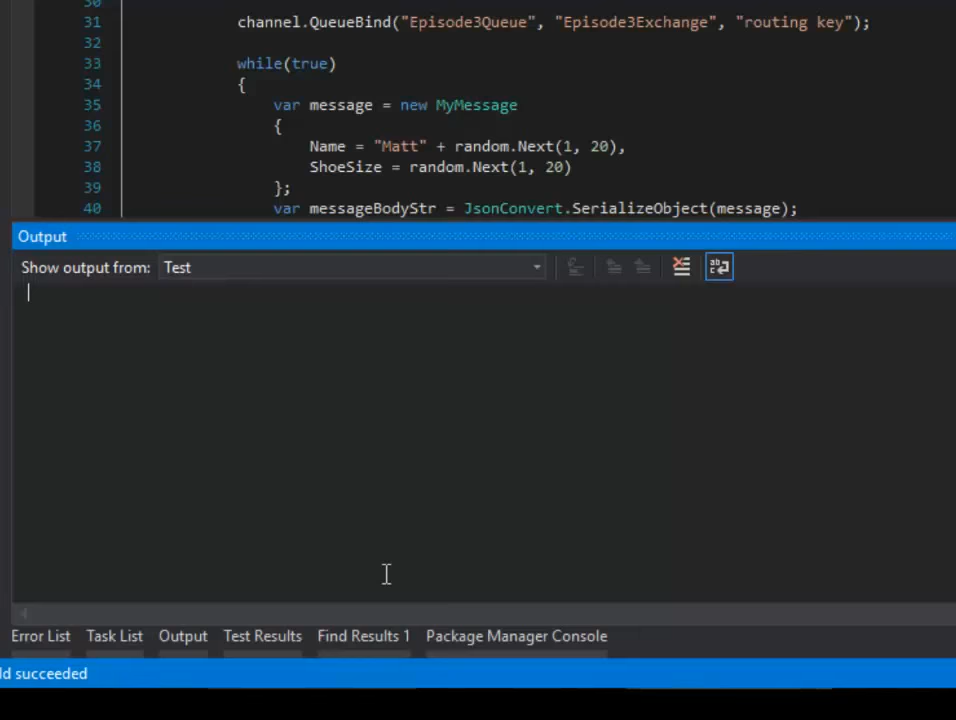 30
31 channel.QueueBind("Episode3Queue", "Episode3Exchange", "routing key");
32
33 while(true)
34 {
35 var message = new MyMessage
36 {
37 Name = "Matt" + random.Next(1, 20),
38 ShoeSize = random.Next(1, 20)
39 };
40 var messageBodyStr = JsonConvert.SerializeObject(message);
Output
Show output from: Test
Error List Task List Output Test Results Find Results 1 Package Manager Console
ld succeeded